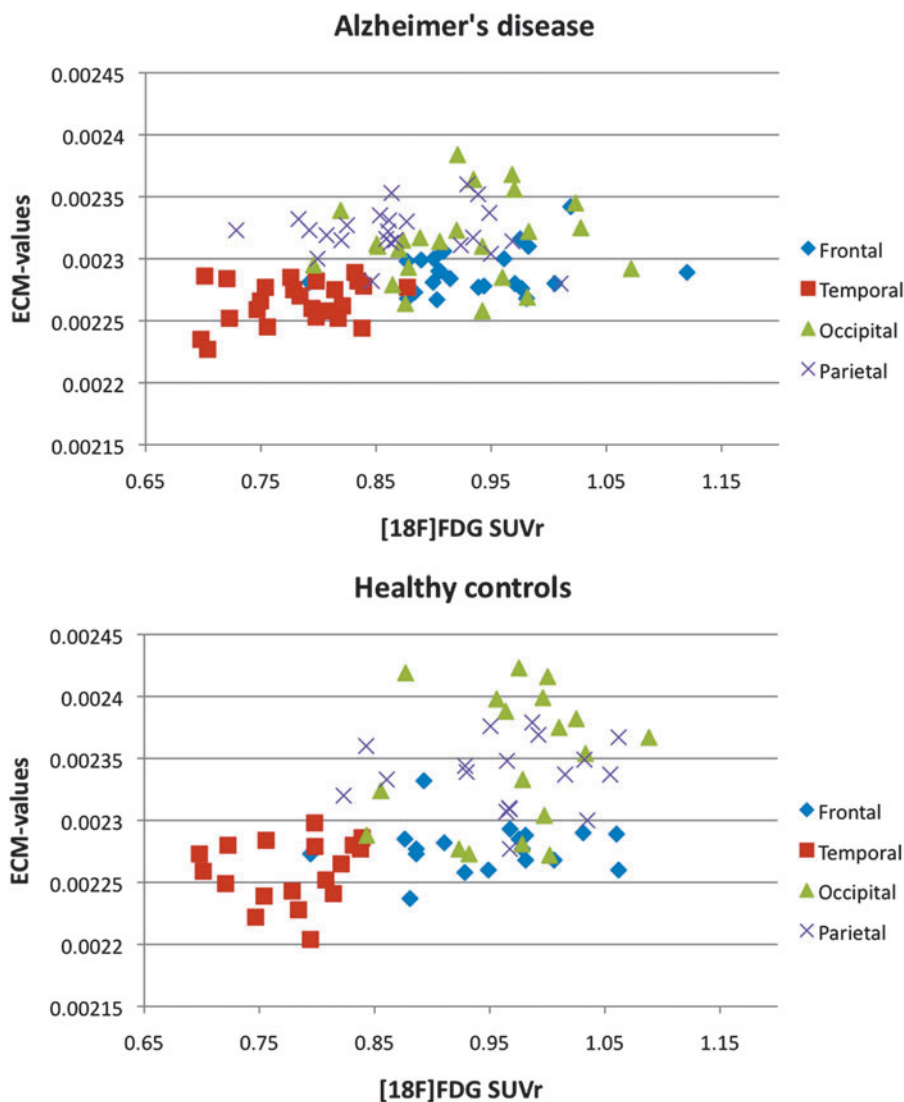 Alzheimer's disease
0.00245
0.0024
0.00235
0.0023
0.00225
0.0022
0.00215
ECM-values
0.65 0.75 0.85 0.95 1.05 1.15
[18F]FDG SUVr
Frontal
Temporal
Occipital
Parietal
Healthy controls
0.00245
0.0024
0.00235
0.0023
0.00225
0.0022
0.00215
ECM-values
0.65 0.75 0.85 0.95 1.05 1.15
[18F]FDG SUVr
Frontal
Temporal
Occipital
Parietal